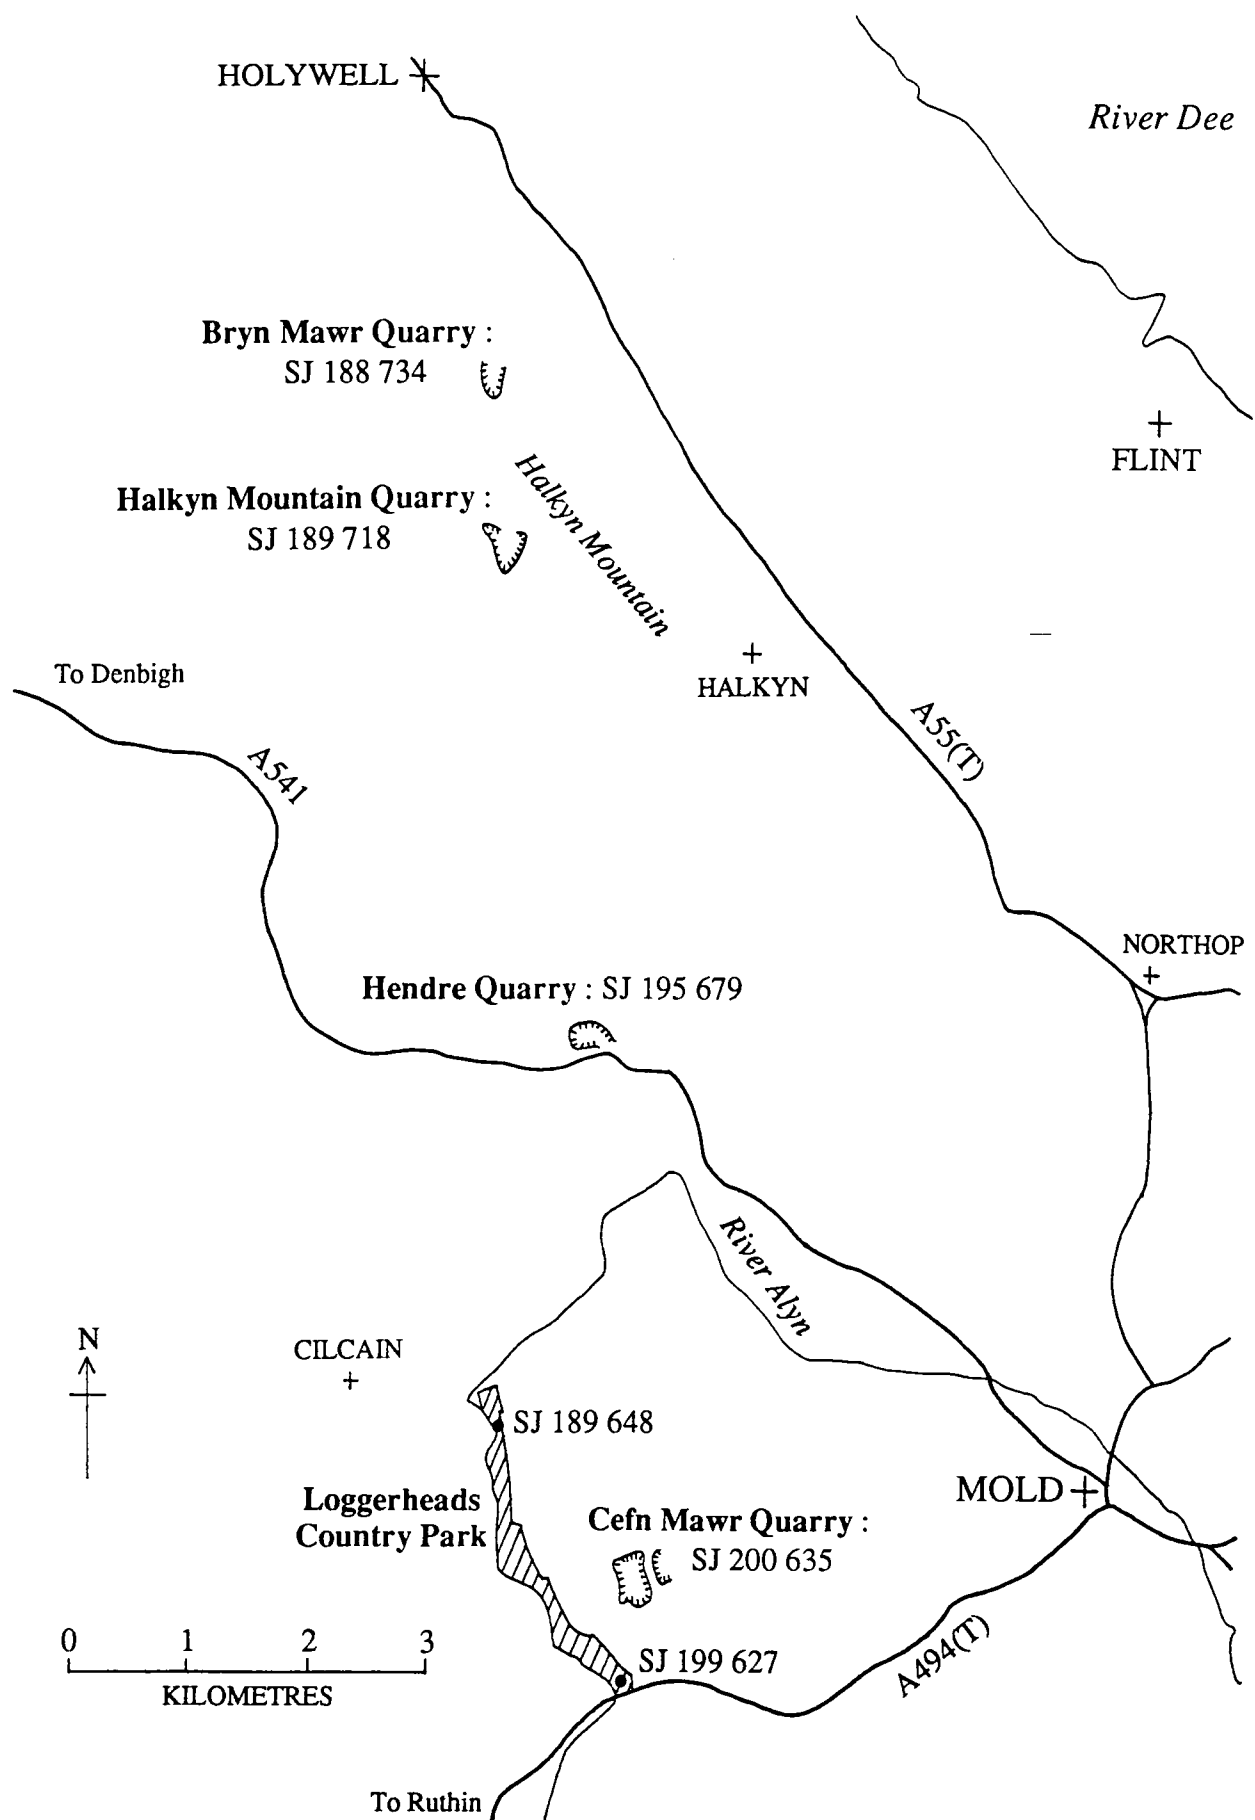 HOLYWELL
River Dee
Bryn Mawr Quarry :
SJ 188 734
FLINT
Halkyn Mountain Quarry :
SJ 189 718
Halkyn Mountain
To Denbigh
HALKYN
A55(T)
A541
NORTHOP
Hendre Quarry : SJ 195 679
River Alyn
N
CILCAIN
SJ 189 648
MOLD
Loggerheads
Country Park
Cefn Mawr Quarry :
SJ 200 635
0 1 2 3
KILOMETRES
SJ 199 627
A494(T)
To Ruthin